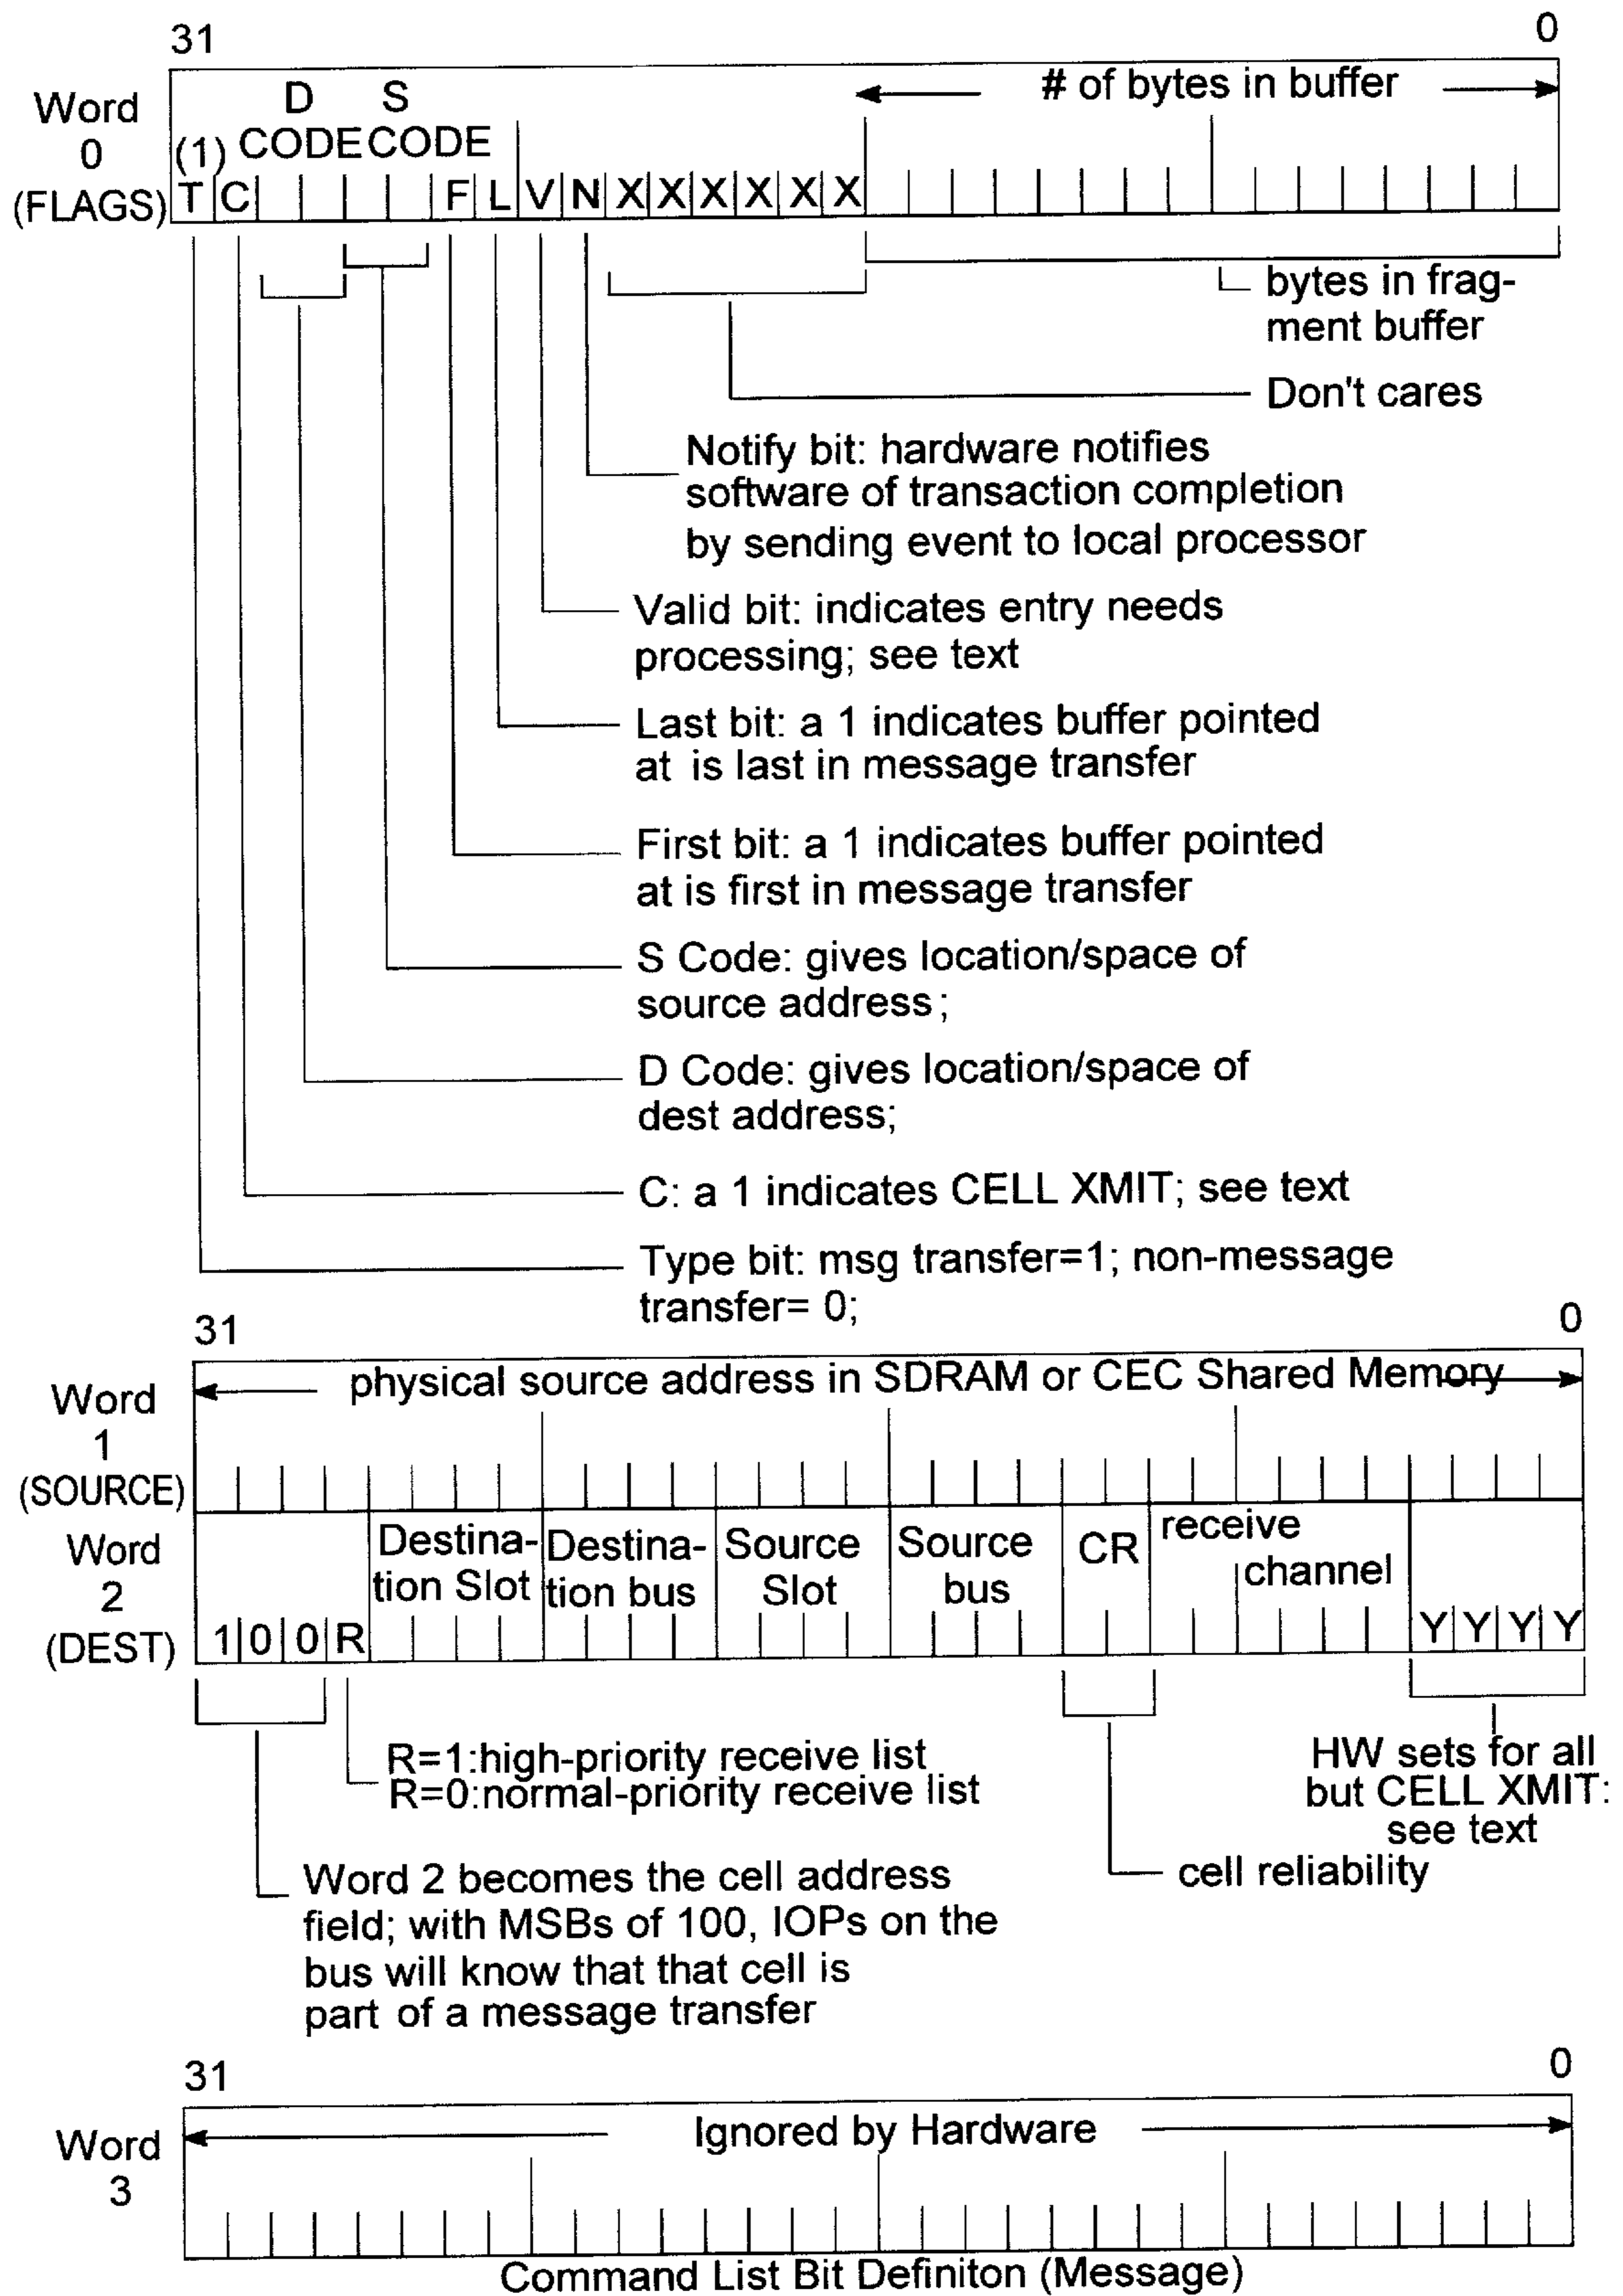 31 0
Word
0
(FLAGS)
D S
CODE CODE
(1)
# of bytes in buffer
T C F L V N X X X X X X
bytes in frag-
ment buffer
Don't cares
Notify bit: hardware notifies
software of transaction completion
by sending event to local processor
Valid bit: indicates entry needs
processing; see text
Last bit: a 1 indicates buffer pointed
at is last in message transfer
First bit: a 1 indicates buffer pointed
at is first in message transfer
S Code: gives location/space of
source address;
D Code: gives location/space of
dest address;
C: a 1 indicates CELL XMIT; see text
Type bit: msg transfer=1; non-message
transfer= 0;
31 0
Word
1
(SOURCE)
physical source address in SDRAM or CEC Shared Memory
Word
2
(DEST)
1 0 0 R
Destina-
tion Slot
Destina-
tion bus
Source
Slot
Source
bus
CR
receive
channel
Y Y Y Y
R=1:high-priority receive list
R=0:normal-priority receive list
HW sets for all
but CELL XMIT:
see text
cell reliability
Word 2 becomes the cell address
field; with MSBs of 100, IOPs on the
bus will know that that cell is
part of a message transfer
31 0
Word
3
Ignored by Hardware
Command List Bit Definiton (Message)